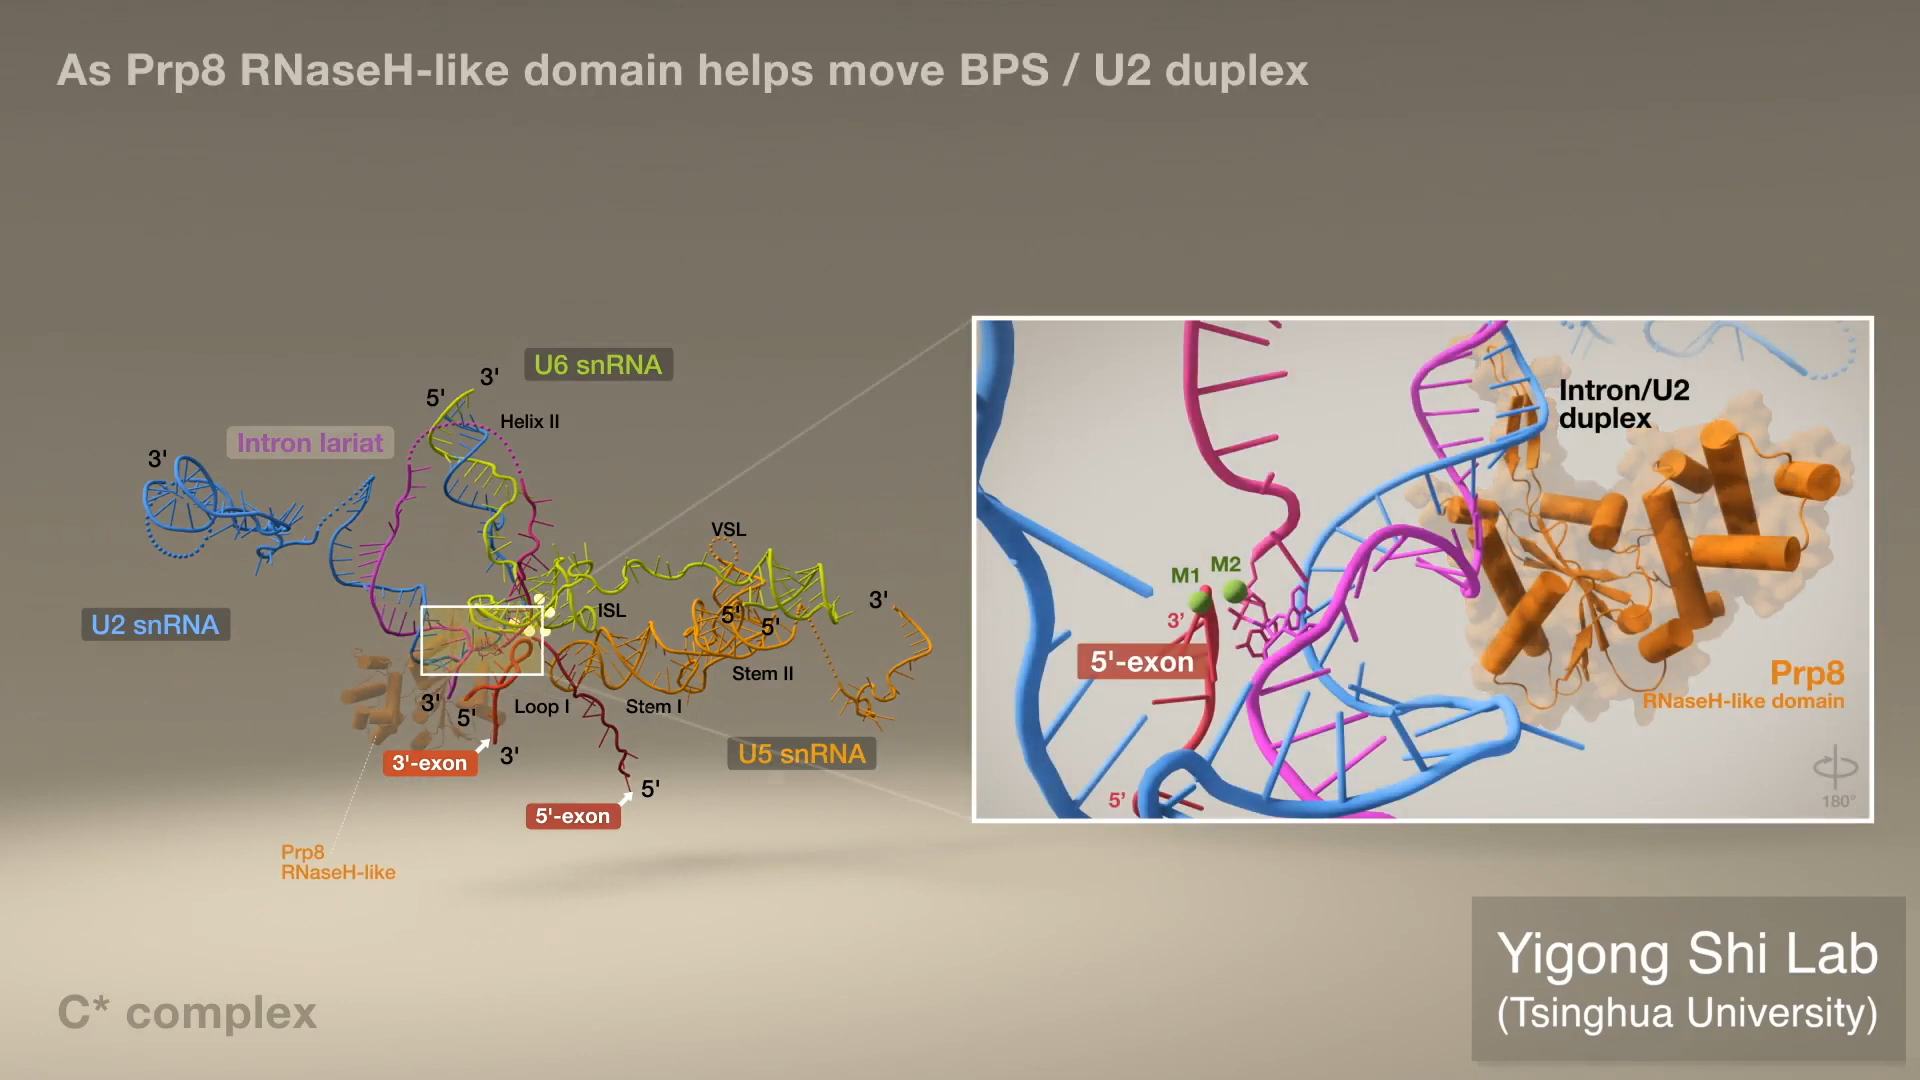 As Prp8 RNaseH-like domain helps move BPS / U2 duplex
3'
U6 snRNA
5'
Helix II
Intron lariat
3'
VSL
U2 snRNA
ISL
5'
5'
3'
Stem II
3'
5'
Loop I
Stem I
3'-exon
3'
U5 snRNA
5'
5'-exon
Prp8
RNaseH-like
Intron/U2
duplex
M1
M2
3'
5'-exon
Prp8
RNaseH-like domain
5'
180°
Yigong Shi Lab
(Tsinghua University)
C* complex